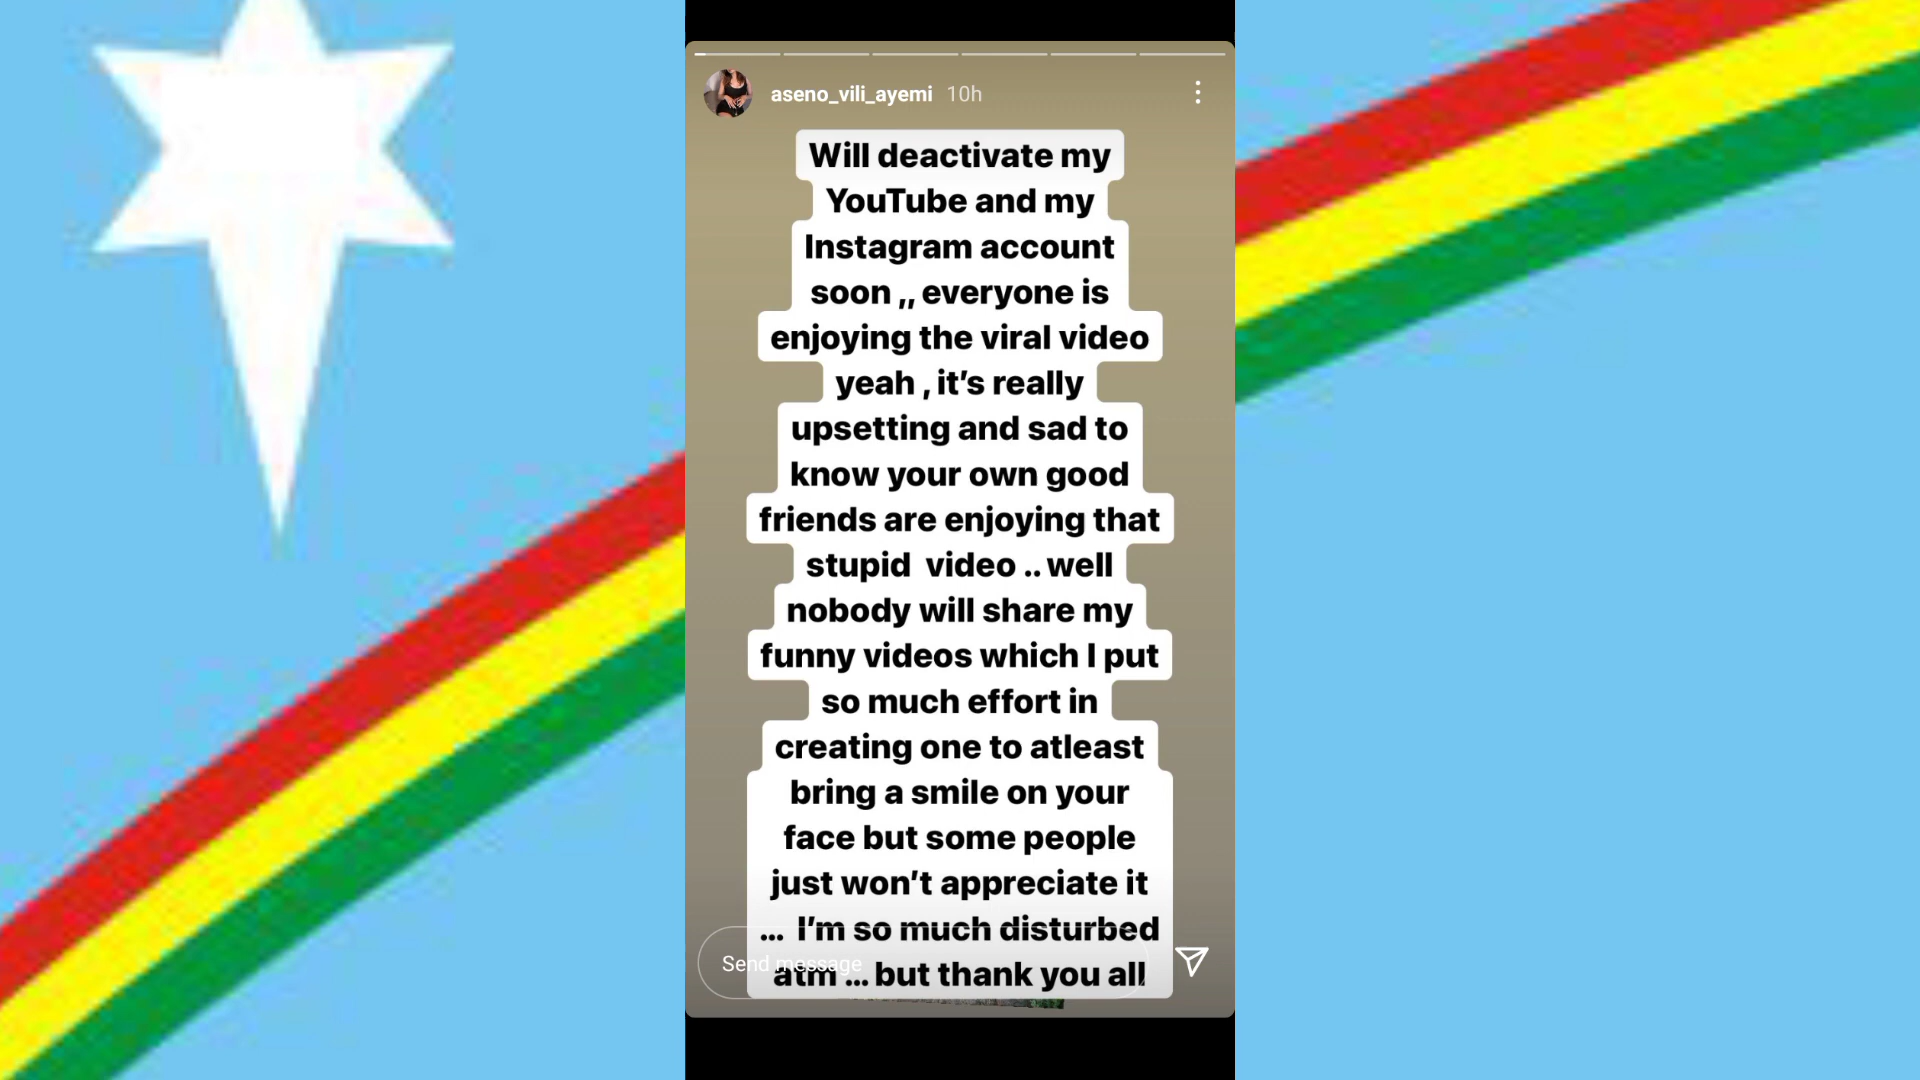 aseno_vili_ayemi 10h
Will deactivate my
YouTube and my
Instagram account
soon ,, everyone is
enjoying the viral video
yeah , it’s really
upsetting and sad to
know your own good
friends are enjoying that
stupid  video .. well
nobody will share my
funny videos which I put
so much effort in
creating one to atleast
bring a smile on your
face but some people
just won’t appreciate it
...  I’m so much disturbed
atm ... but thank you all
Send message